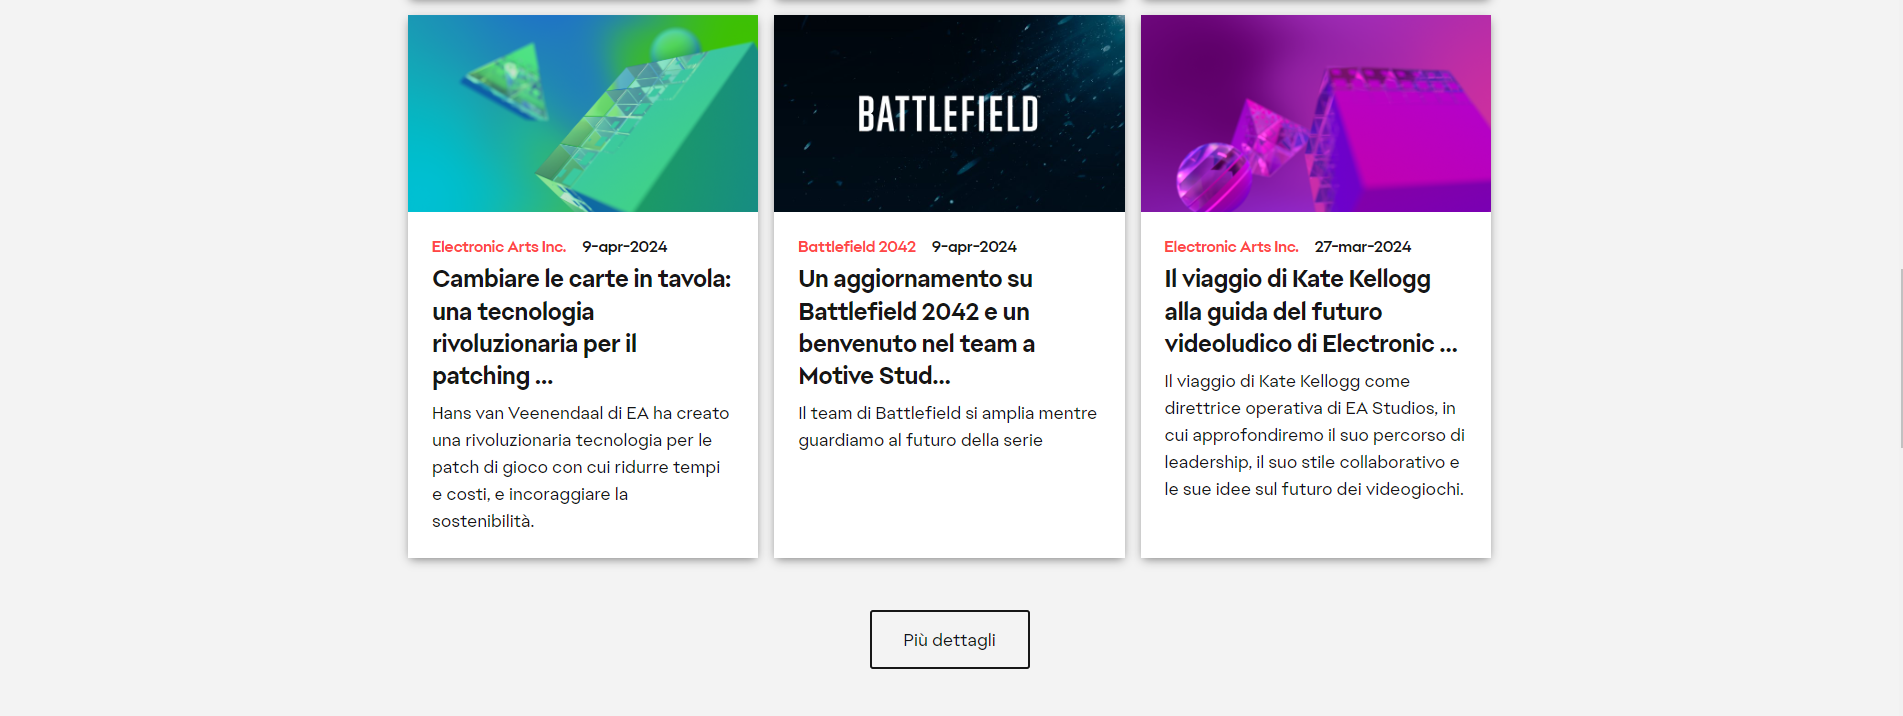 BATTLEFIELD
Electronic Arts Inc. 9-apr-2024
Cambiare le carte in tavola:
una tecnologia
rivoluzionaria per il
patching ...
Hans van Veenendaal di EA ha creato
una rivoluzionaria tecnologia per le
patch di gioco con cui ridurre tempi
e costi, e incoraggiare la
sostenibilità.
Battlefield 2042 9-apr-2024
Un aggiornamento su
Battlefield 2042 e un
benvenuto nel team a
Motive Stud...
Il team di Battlefield si amplia mentre
guardiamo al futuro della serie
Electronic Arts Inc. 27-mar-2024
Il viaggio di Kate Kellogg
alla guida del futuro
videoludico di Electronic ...
Il viaggio di Kate Kellogg come
direttrice operativa di EA Studios, in
cui approfondiremo il suo percorso di
leadership, il suo stile collaborativo e
le sue idee sul futuro dei videogiochi.
Più dettagli